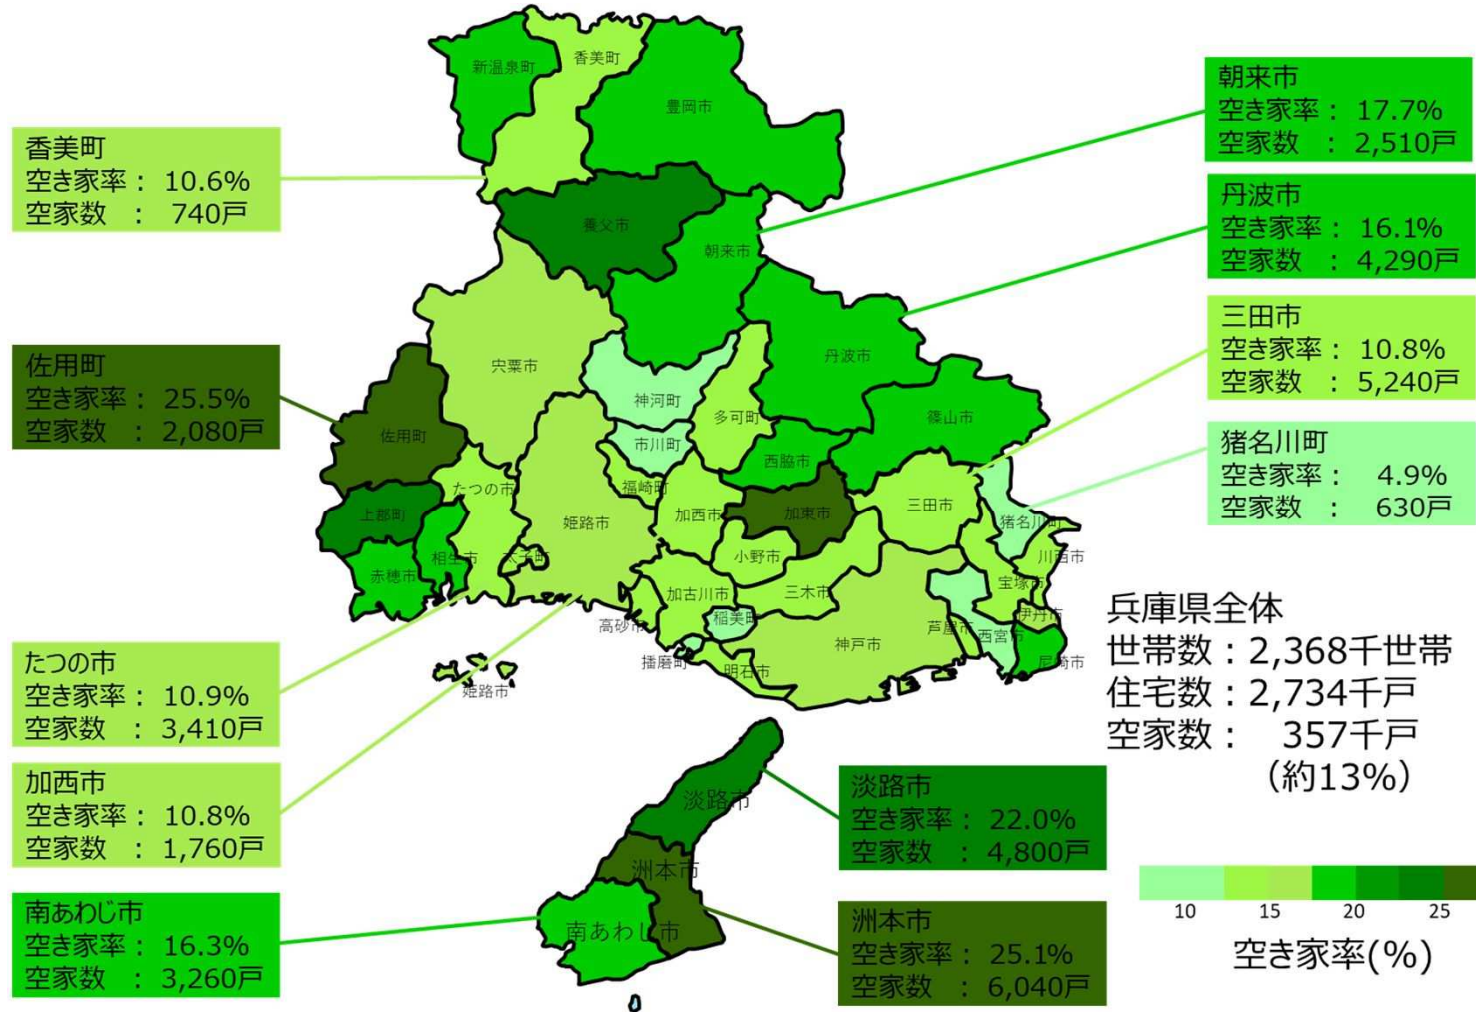 新温泉町
香美町
豊岡市
養父市
朝来市
宍粟市
丹波市
神河町
多可町
篠山市
佐用町
市川町
西脇市
たつの市
福崎町
姫路市
加西市
加東市
三田市
猪名川町
上郡町
相生市
太子町
小野市
川西市
赤穂市
加古川市
三木市
宝塚市
稲美町
伊丹市
高砂市
神戸市
芦屋市
西宮市
播磨町
明石市
尼崎市
姫路市
淡路市
洲本市
南あわじ市
香美町
空き家率： 10.6%
空家数 ： 740戸
佐用町
空き家率： 25.5%
空家数 ： 2,080戸
たつの市
空き家率： 10.9%
空家数 ： 3,410戸
加西市
空き家率： 10.8%
空家数 ： 1,760戸
南あわじ市
空き家率： 16.3%
空家数 ： 3,260戸
朝来市
空き家率： 17.7%
空家数 ： 2,510戸
丹波市
空き家率： 16.1%
空家数 ： 4,290戸
三田市
空き家率： 10.8%
空家数 ： 5,240戸
猪名川町
空き家率： 4.9%
空家数 ： 630戸
淡路市
空き家率： 22.0%
空家数 ： 4,800戸
洲本市
空き家率： 25.1%
空家数 ： 6,040戸
兵庫県全体
世帯数：2,368千世帯
住宅数：2,734千戸
空家数： 357千戸
（約13%）
10 15 20 25
空き家率(%)